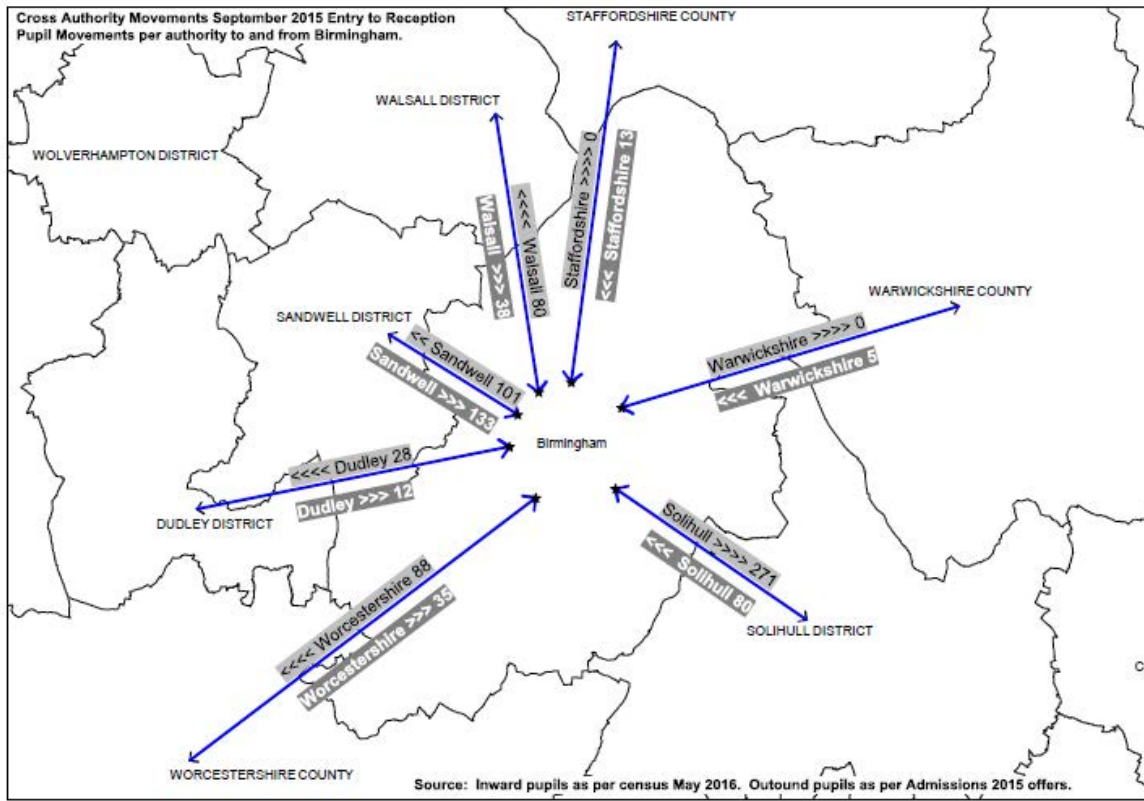 Cross Authority Movements September 2015 Entry to Reception
Pupil Movements per authority to and from Birmingham.
STAFFORDSHIRE COUNTY
WALSALL DISTRICT
WOLVERHAMPTON DISTRICT
Staffordshire >>>> 0
<<< Staffordshire 13
Walsall >>> 38
<<<< Walsall 80
WARWICKSHIRE COUNTY
SANDWELL DISTRICT
Warwickshire >>>> 0
<<< Warwickshire 5
<< Sandwell 101
Sandwell >>> 133
Birmingham
<<<< Dudley 28
Dudley >>> 12
DUDLEY DISTRICT
Solihull >>>> 271
<<< Solihull 80
SOLIHULL DISTRICT
<<<< Worcestershire 88
Worcestershire >>> 35
C
WORCESTERSHIRE COUNTY
Source: Inward pupils as per census May 2016. Outound pupils as per Admissions 2015 offers.